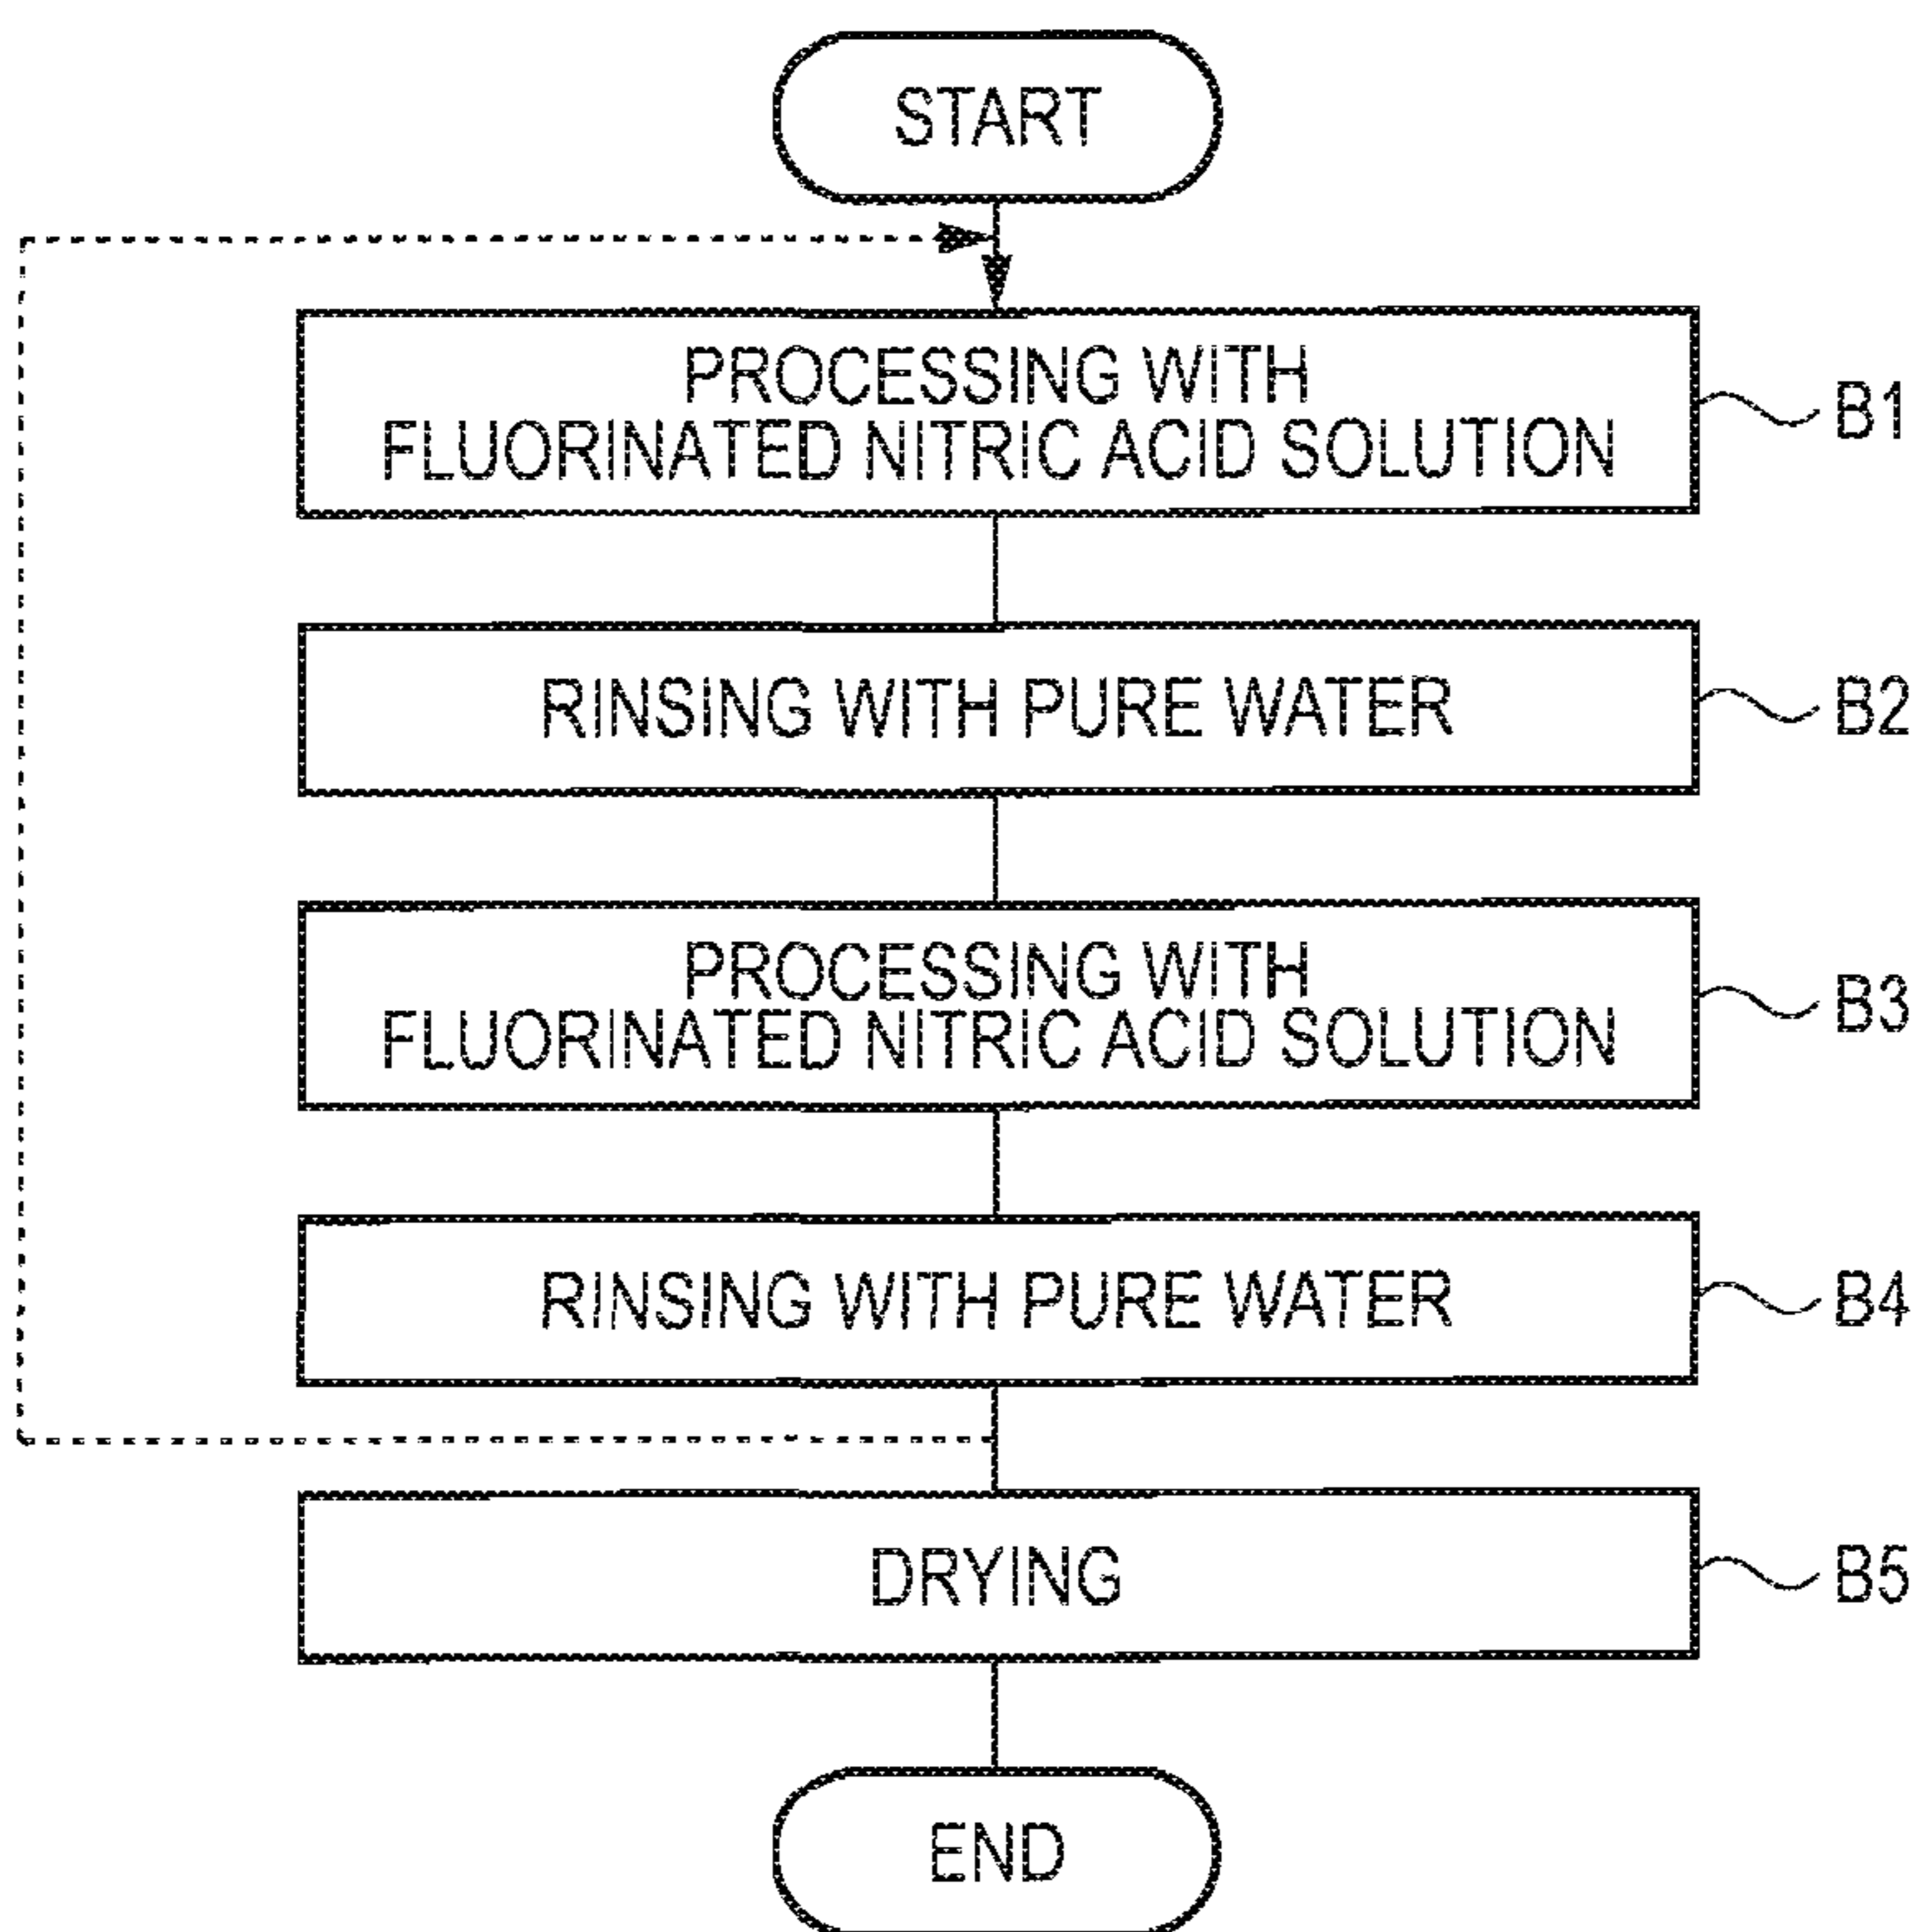 START
PROCESSING WITH
FLUORINATED NITRIC ACID SOLUTION
B1
RINSING WITH PURE WATER
B2
PROCESSING WITH
FLUORINATED NITRIC ACID SOLUTION
B3
RINSING WITH PURE WATER
B4
DRYING
B5
END